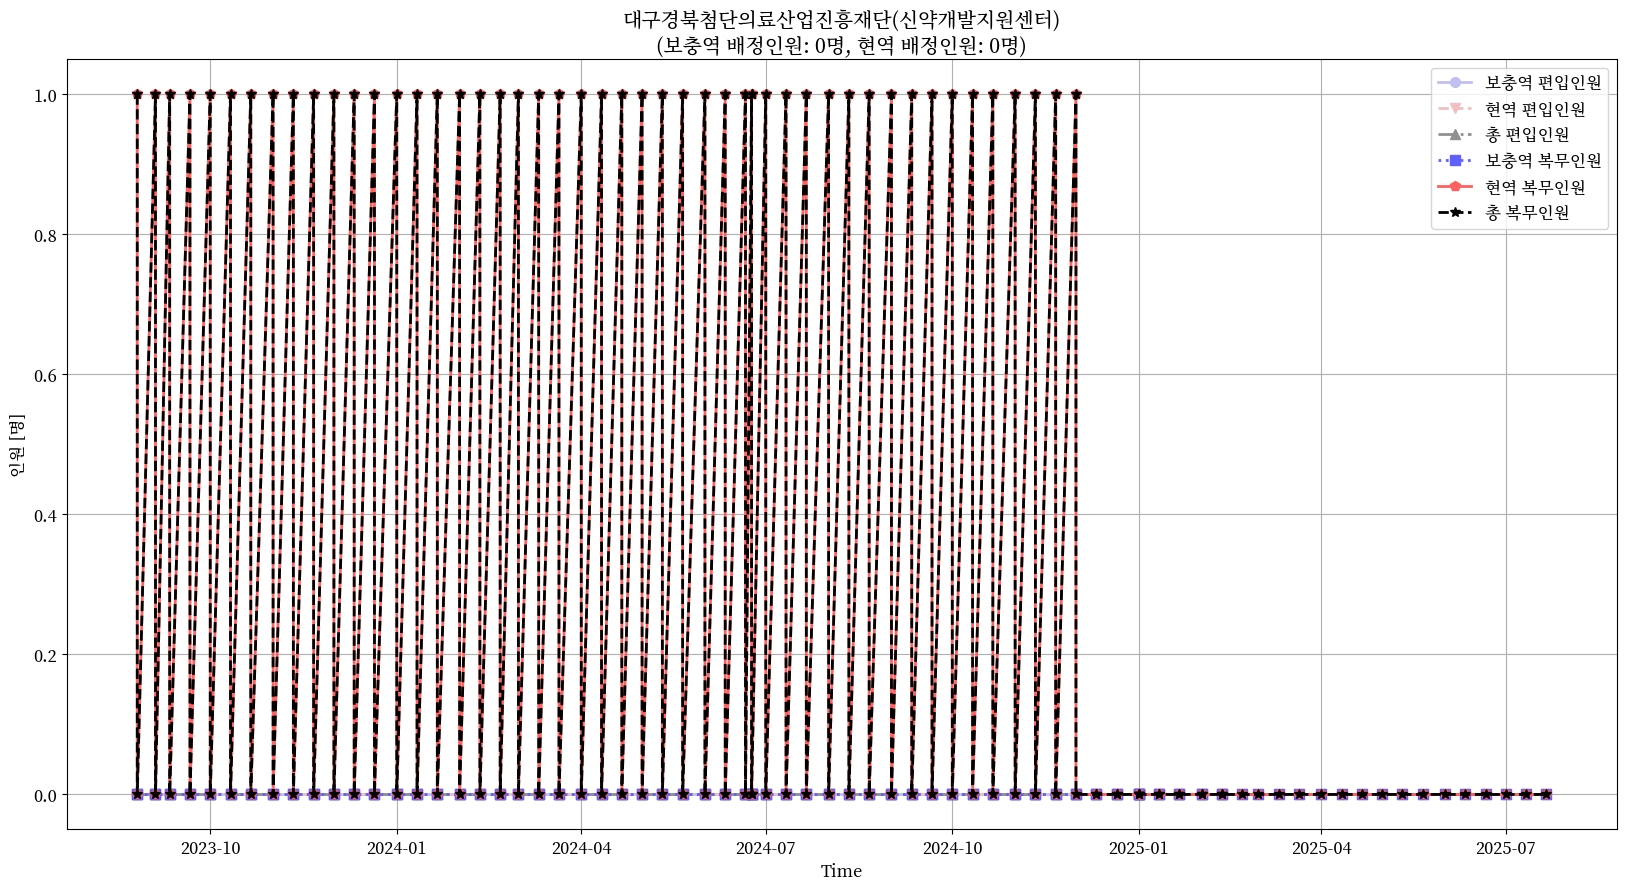 대구경북첨단의료산업진흥재단(신약개발지원센터)
(보충역 배정인원: 0명, 현역 배정인원: 0명)
보충역 편입인원
현역 편입인원
총 편입인원
보충역 복무인원
현역 복무인원
총 복무인원
인원 [명]
1.0
0.8
0.6
0.4
0.2
0.0
2023-10
2024-01
2024-04
2024-07
2024-10
2025-01
2025-04
2025-07
Time